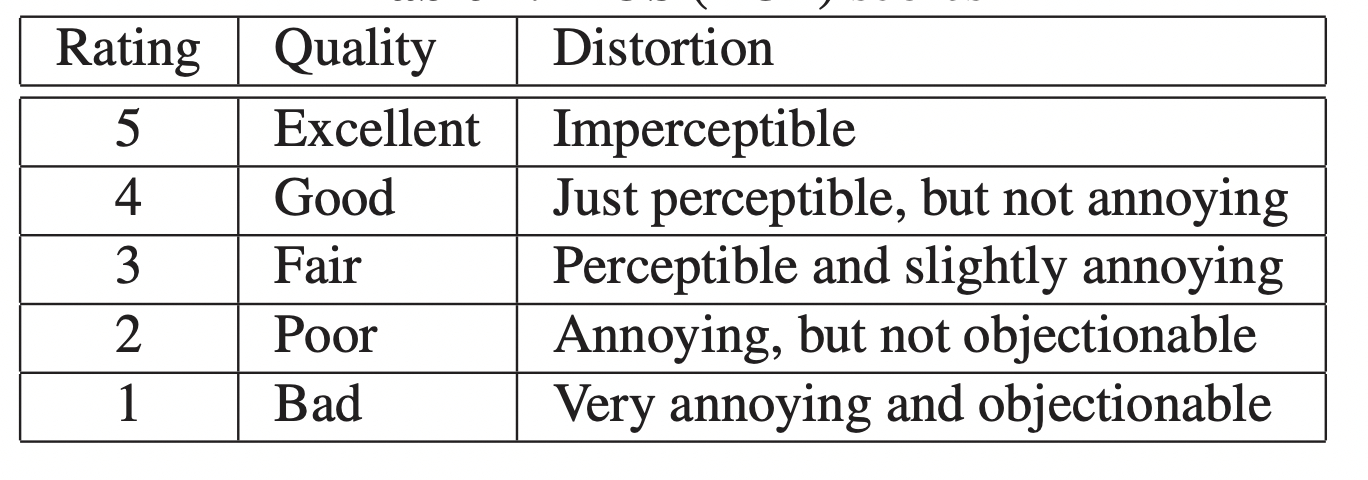 Rating Quality Distortion
5 Excellent Imperceptible
4 Good Just perceptible, but not annoying
3 Fair Perceptible and slightly annoying
2 Poor Annoying, but not objectionable
1 Bad Very annoying and objectionable